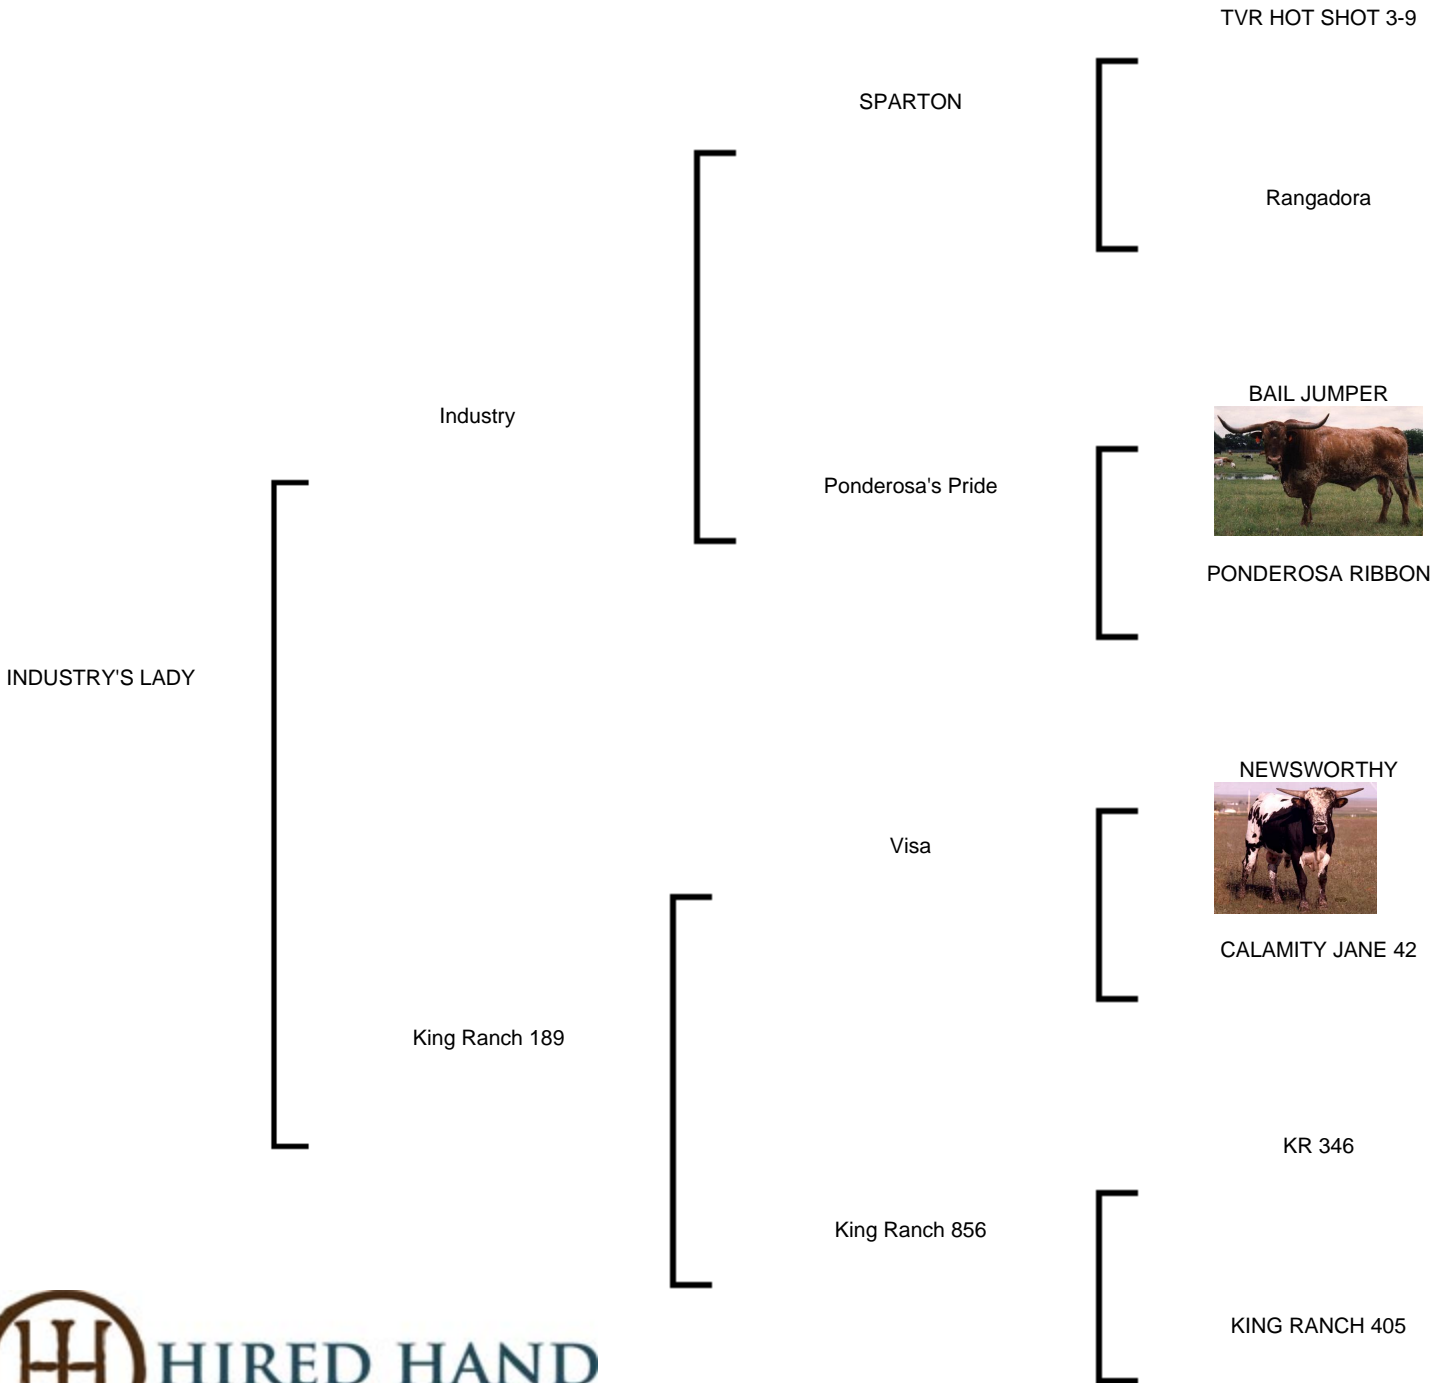 TVR HOT SHOT 3-9
SPARTON
Rangadora
BAIL JUMPER
Industry
Ponderosa's Pride
PONDEROSA RIBBON
INDUSTRY'S LADY
NEWSWORTHY
Visa
CALAMITY JANE 42
King Ranch 189
KR 346
King Ranch 856
KING RANCH 405
HIRED HAND